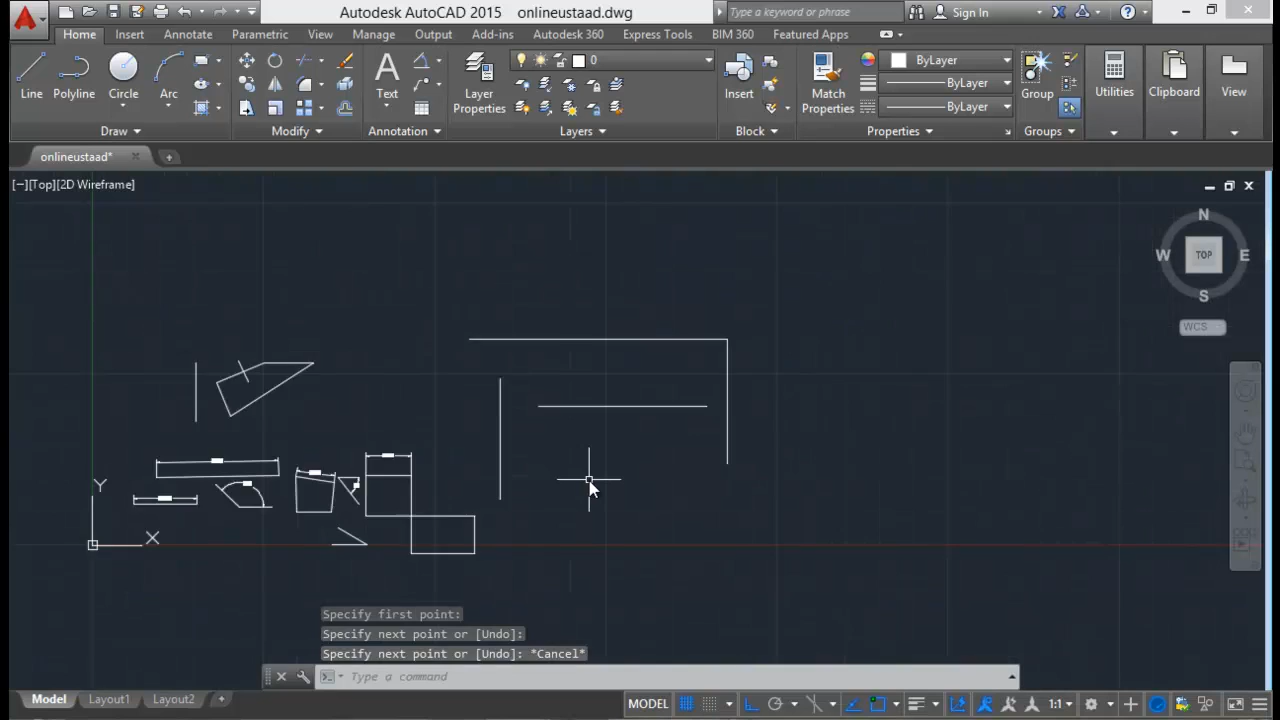 Autodesk AutoCAD 2015 onlineustaad.dwg
Type a keyword or phrase
Sign In
Home Insert Annotate Parametric View Manage Output Add-ins Autodesk 360 Express Tools BIM 360 Featured Apps
Line Polyline Circle Arc
Text
Layer Properties
0
Insert
Match Properties
ByLayer
ByLayer
ByLayer
Group
Utilities
Clipboard
View
Draw Modify Annotation Layers Block Properties Groups
onlineustaad*
[−][Top][2D Wireframe]
N
W TOP E
S
WCS
Y
X
Specify first point:
Specify next point or [Undo]:
Specify next point or [Undo]: *Cancel*
Type a command
Model Layout1 Layout2 +
MODEL
1:1